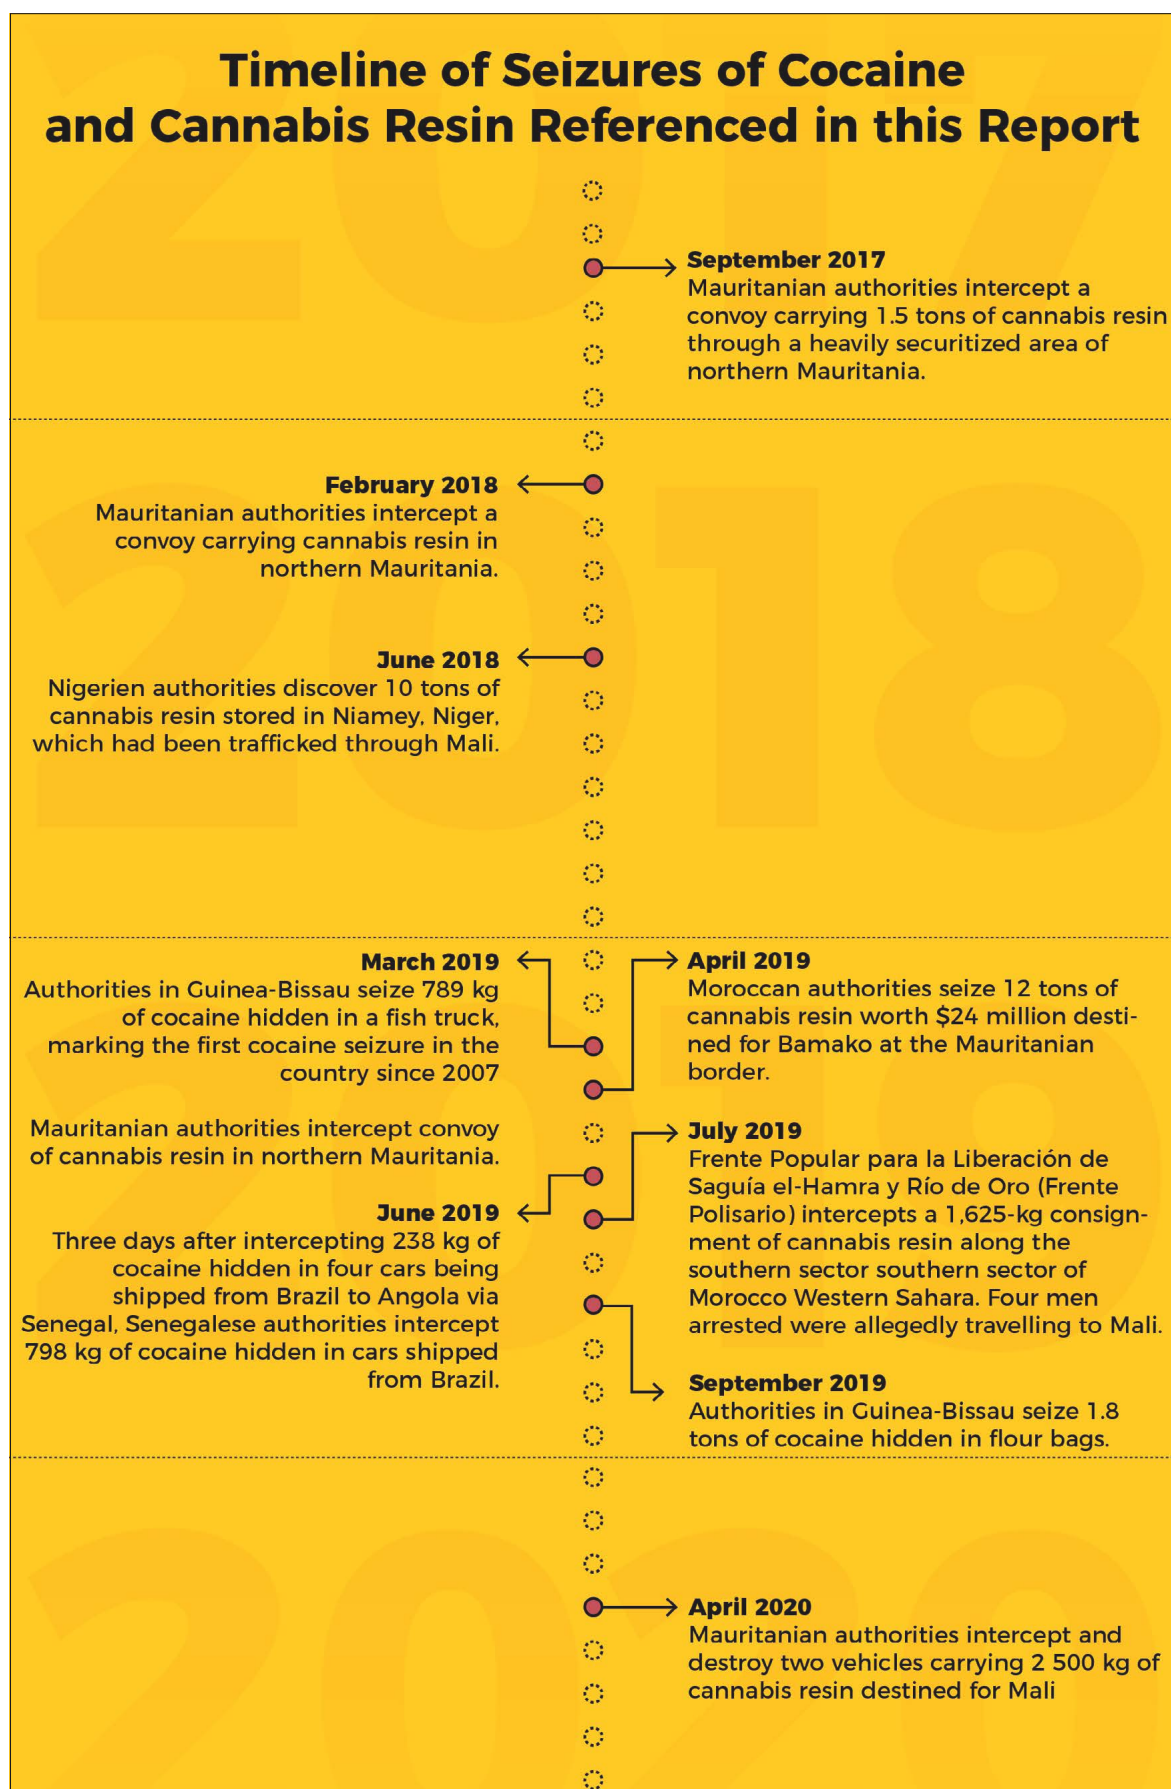 Timeline of Seizures of Cocaine
and Cannabis Resin Referenced in this Report
2017
September 2017
Mauritanian authorities intercept a
convoy carrying 1.5 tons of cannabis resin
through a heavily securitized area of
northern Mauritania.
2018
February 2018
Mauritanian authorities intercept a
convoy carrying cannabis resin in
northern Mauritania.
June 2018
Nigerien authorities discover 10 tons of
cannabis resin stored in Niamey, Niger,
which had been trafficked through Mali.
2019
March 2019
Authorities in Guinea-Bissau seize 789 kg
of cocaine hidden in a fish truck,
marking the first cocaine seizure in the
country since 2007
Mauritanian authorities intercept convoy
of cannabis resin in northern Mauritania.
April 2019
Moroccan authorities seize 12 tons of
cannabis resin worth $24 million desti-
ned for Bamako at the Mauritanian
border.
June 2019
Three days after intercepting 238 kg of
cocaine hidden in four cars being
shipped from Brazil to Angola via
Senegal, Senegalese authorities intercept
798 kg of cocaine hidden in cars shipped
from Brazil.
July 2019
Frente Popular para la Liberación de
Saguía el-Hamra y Río de Oro (Frente
Polisario) intercepts a 1,625-kg consign-
ment of cannabis resin along the
southern sector southern sector of
Morocco Western Sahara. Four men
arrested were allegedly travelling to Mali.
September 2019
Authorities in Guinea-Bissau seize 1.8
tons of cocaine hidden in flour bags.
2020
April 2020
Mauritanian authorities intercept and
destroy two vehicles carrying 2 500 kg of
cannabis resin destined for Mali